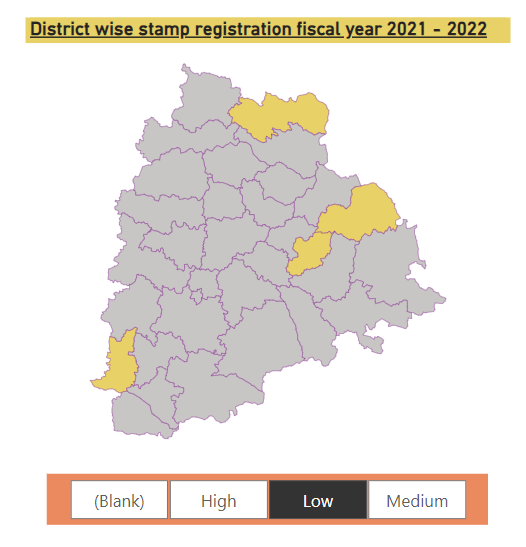 District wise stamp registration fiscal year 2021 - 2022
(Blank) High Low Medium